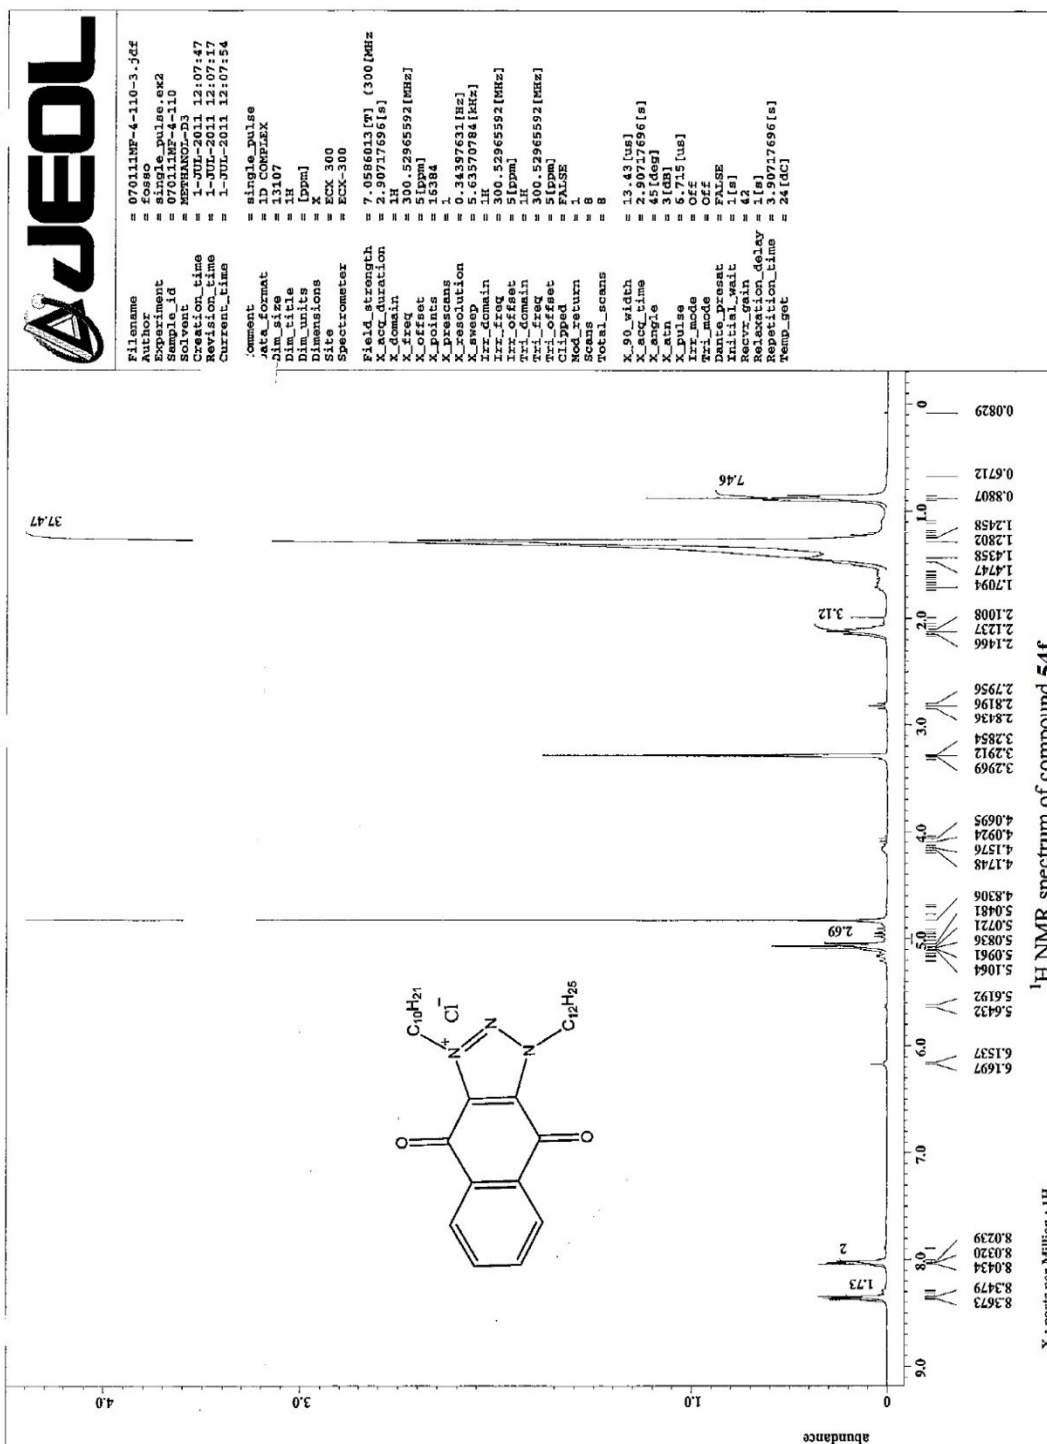 JEOL
Filename = 070111MF-4-110-3.jdf
Author = fosso
Experiment = single_pulse.ex2
Sample_id = 070111MF-4-110
Solvent = METHANOL-D3
Creation_time = 1-JUL-2011 12:07:47
Revision_time = 1-JUL-2011 12:07:17
Current_time = 1-JUL-2011 12:07:54
omment = single_pulse
ata_format = 1D COMPLEX
Dim_size = 13107
Dim_title = 1H
Dim_units = [ppm]
Dimensions = X
Site = ECX 300
Spectrometer = ECX-300
Field_strength = 7.0586013[T] (300[MHz
X_acq_duration = 2.90717696[s]
X_domain = 1H
X_freq = 300.52965592[MHz]
X_offset = 5[ppm]
X_points = 16384
X_prescans = 1
X_resolution = 0.34397631[Hz]
X_sweep = 5.63570784[kHz]
Irr_domain = 1H
Irr_freq = 300.52965592[MHz]
Irr_offset = 5[ppm]
Tri_domain = 1H
Tri_freq = 300.52965592[MHz]
Tri_offset = 5[ppm]
Clipped = FALSE
Mod_return = 1
Scans = 8
Total_scans = 8
X_90_width = 13.43[us]
X_acq_time = 2.90717696[s]
X_angle = 45[deg]
X_atn = 3[dB]
X_pulse = 6.715[us]
Irr_mode = Off
Tri_mode = Off
Dante_presat = FALSE
Initial_wait = 1[s]
Recvr_gain = 42
Relaxation_delay = 1[s]
Repetition_time = 3.90717696[s]
Temp_get = 24[dC]
abundance
0 1.0 3.0 4.0
1.73 2 2.69 3.12 37.47 7.46
C10H21
Cl−
N+
N
N
C12H25
O
O
9.0 8.0 7.0 6.0 5.0 4.0 3.0 2.0 1.0 0
8.3673
8.3479
8.0434
8.0320
8.0239
6.1697
6.1537
5.6432
5.6192
5.1064
5.0961
5.0836
5.0721
5.0481
4.8306
4.1748
4.1576
4.0924
4.0695
3.2969
3.2912
3.2854
2.8436
2.8196
2.7956
2.1466
2.1237
2.1008
1.7094
1.4747
1.4358
1.2802
1.2458
0.8807
0.6712
0.0829
X : parts per Million : 1H
1H NMR spectrum of compound 54f